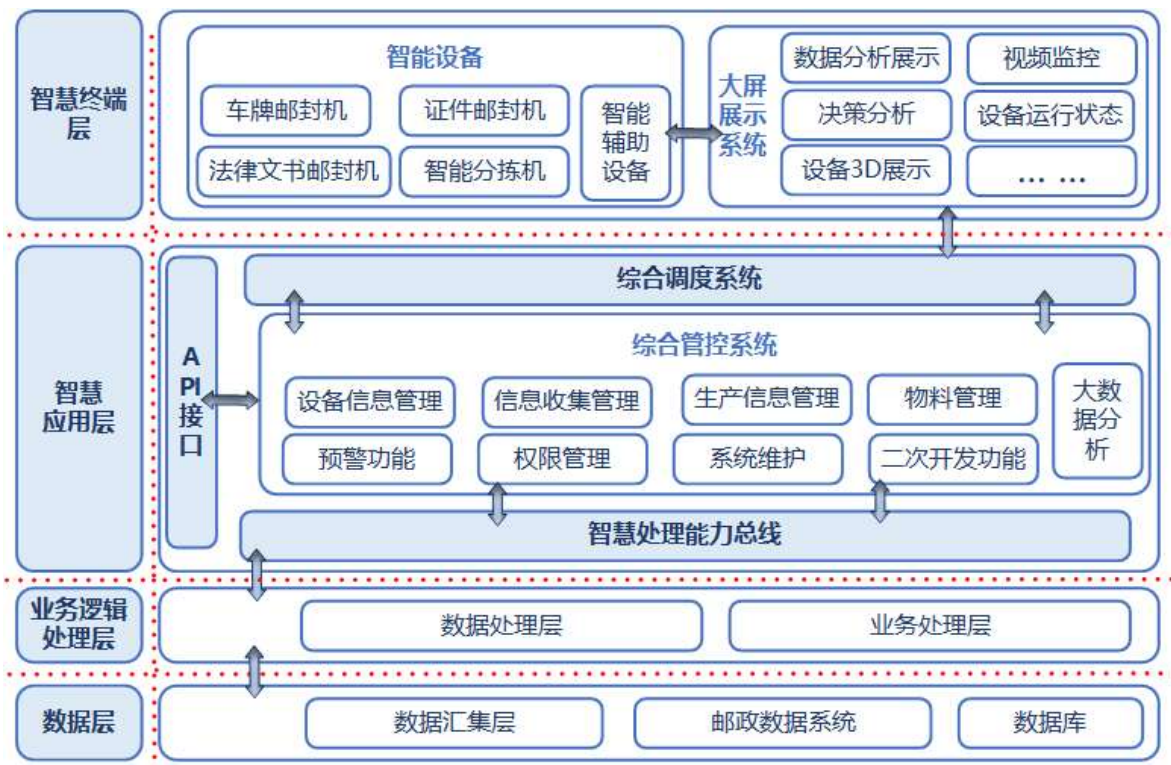 智慧终端
层
智能设备
车牌邮封机
证件邮封机
法律文书邮封机
智能分拣机
智能
辅助
设备
大屏
展示
系统
数据分析展示
视频监控
决策分析
设备运行状态
设备3D展示
... ...
智慧
应用层
A
PI
接
口
综合调度系统
综合管控系统
设备信息管理
信息收集管理
生产信息管理
物料管理
预警功能
权限管理
系统维护
二次开发功能
大数
据分
析
智慧处理能力总线
业务逻辑
处理层
数据处理层
业务处理层
数据层
数据汇集层
邮政数据系统
数据库